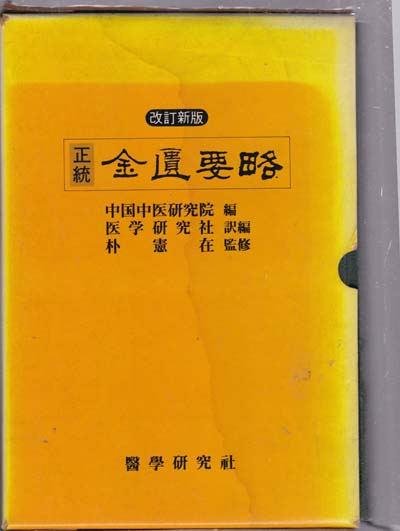 改訂新版
正統 金匱要略
中国中医研究院 編
医学研究社 訳編
朴憲在 監修
醫學研究社